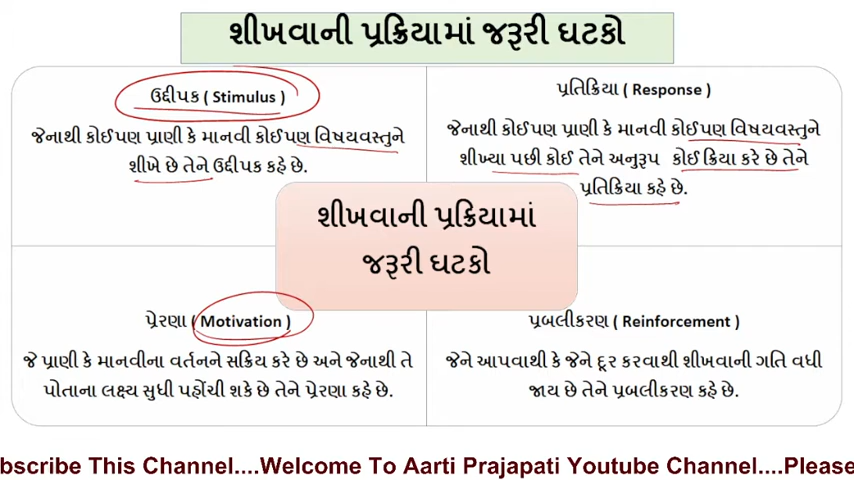 શીખવાની પ્રક્રિયામાં જરૂરી ઘટકો
ઉદ્દીપક ( Stimulus )
જેનાથી કોઈપણ પ્રાણી કે માનવી કોઈપણ વિષયવસ્તુને
શીખે છે તેને ઉદ્દીપક કહે છે.
પ્રતિક્રિયા ( Response )
જેનાથી કોઈપણ પ્રાણી કે માનવી કોઈપણ વિષયવસ્તુને
શીખ્યા પછી કોઈ તેને અનુરૂપ કોઈ ક્રિયા કરે છે તેને
પ્રતિક્રિયા કહે છે.
શીખવાની પ્રક્રિયામાં
જરૂરી ઘટકો
પ્રેરણા ( Motivation )
જે પ્રાણી કે માનવીના વર્તનને સક્રિય કરે છે અને જેનાથી તે
પોતાના લક્ષ્ય સુધી પહોંચી શકે છે તેને પ્રેરણા કહે છે.
પ્રબલીકરણ ( Reinforcement )
જેને આપવાથી કે જેને દૂર કરવાથી શીખવાની ગતિ વધી
જાય છે તેને પ્રબલીકરણ કહે છે.
bscribe This Channel....Welcome To Aarti Prajapati Youtube Channel....Please